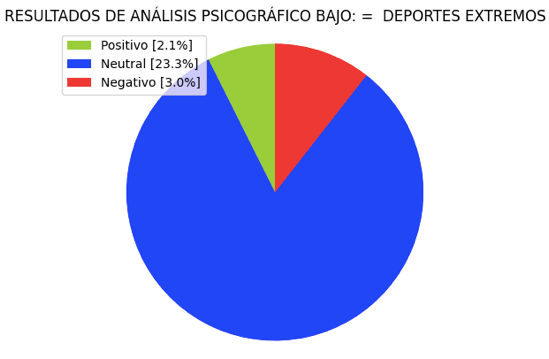 RESULTADOS DE ANÁLISIS PSICOGRÁFICO BAJO: = DEPORTES EXTREMOS
Positivo [2.1%]
Neutral [23.3%]
Negativo [3.0%]